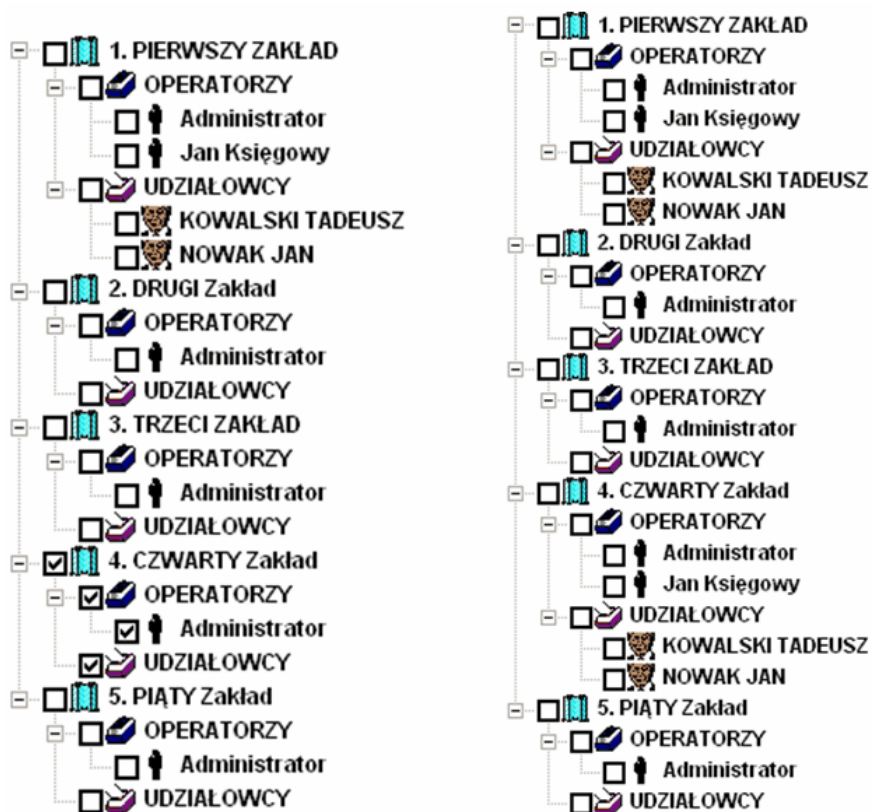 1. PIERWSZY ZAKŁAD
OPERATORZY
Administrator
Jan Księgowy
UDZIAŁOWCY
KOWALSKI TADEUSZ
NOWAK JAN
2. DRUGI Zakład
OPERATORZY
Administrator
UDZIAŁOWCY
3. TRZECI ZAKŁAD
OPERATORZY
Administrator
UDZIAŁOWCY
4. CZWARTY Zakład
OPERATORZY
Administrator
UDZIAŁOWCY
5. PIĄTY Zakład
OPERATORZY
Administrator
UDZIAŁOWCY
1. PIERWSZY ZAKŁAD
OPERATORZY
Administrator
Jan Księgowy
UDZIAŁOWCY
KOWALSKI TADEUSZ
NOWAK JAN
2. DRUGI Zakład
OPERATORZY
Administrator
UDZIAŁOWCY
3. TRZECI ZAKŁAD
OPERATORZY
Administrator
UDZIAŁOWCY
4. CZWARTY Zakład
OPERATORZY
Administrator
Jan Księgowy
UDZIAŁOWCY
KOWALSKI TADEUSZ
NOWAK JAN
5. PIĄTY Zakład
OPERATORZY
Administrator
UDZIAŁOWCY